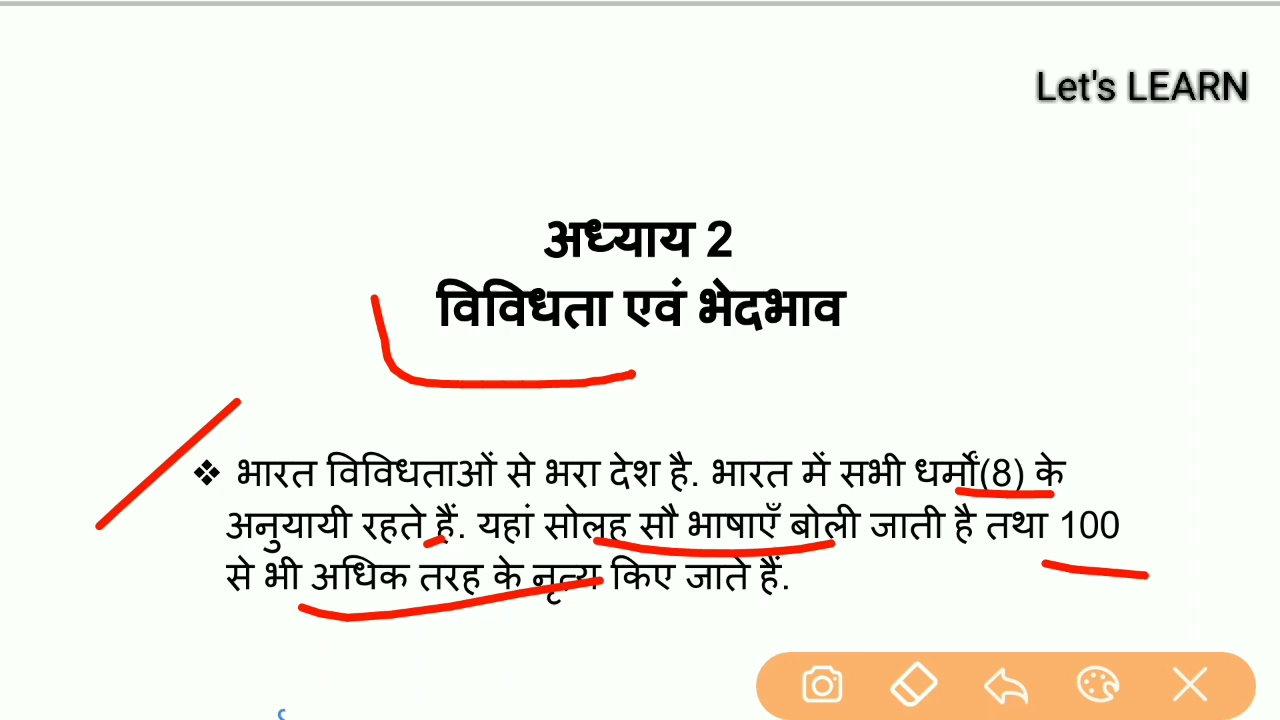 Let's LEARN
अध्याय 2
विविधता एवं भेदभाव
❖ भारत विविधताओं से भरा देश है. भारत में सभी धर्मों(8) के
अनुयायी रहते हैं. यहां सोलह सौ भाषाएँ बोली जाती है तथा 100
से भी अधिक तरह के नृत्य किए जाते हैं.